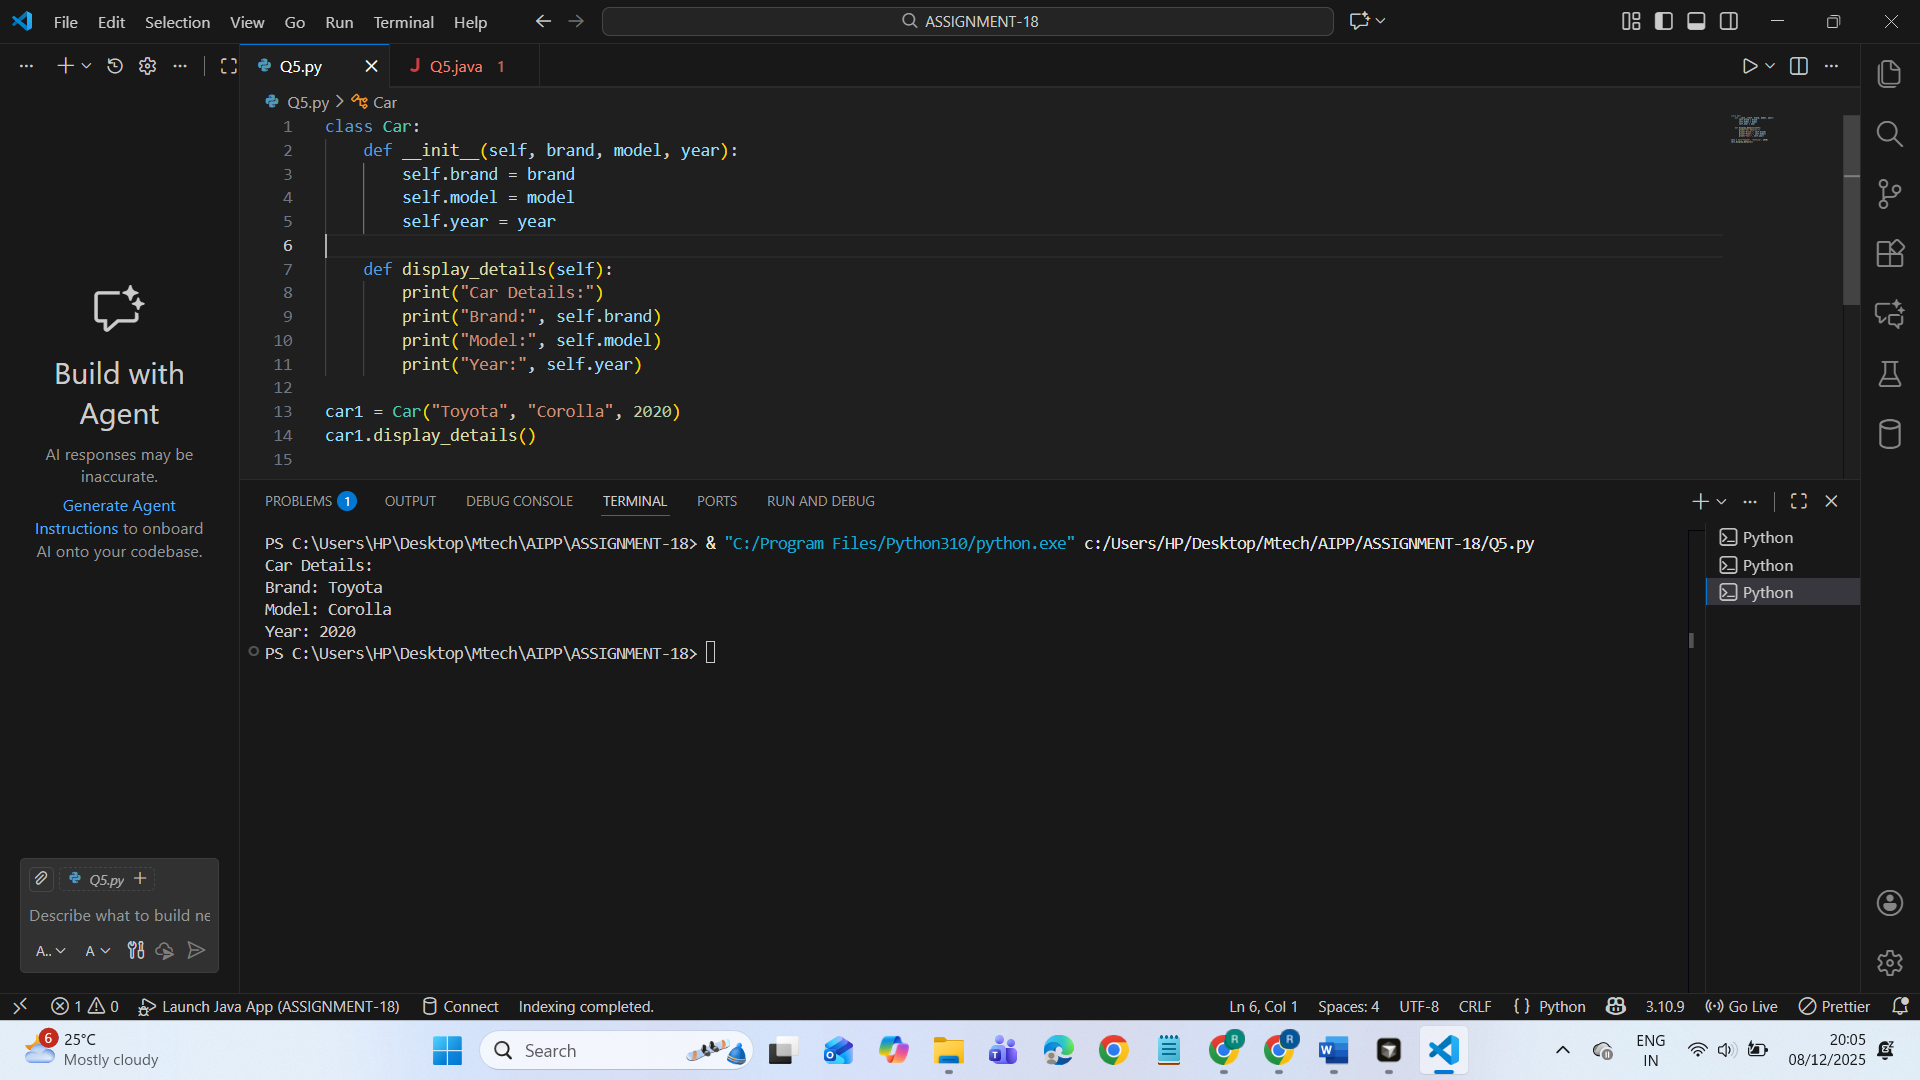 File Edit Selection View Go Run Terminal Help
ASSIGNMENT-18
Q5.py
Q5.java 1
Q5.py > Car
1 class Car:
2 def __init__(self, brand, model, year):
3 self.brand = brand
4 self.model = model
5 self.year = year
6
7 def display_details(self):
8 print("Car Details:")
9 print("Brand:", self.brand)
10 print("Model:", self.model)
11 print("Year:", self.year)
12
13 car1 = Car("Toyota", "Corolla", 2020)
14 car1.display_details()
15
Build with
Agent
AI responses may be
inaccurate.
Generate Agent
Instructions to onboard
AI onto your codebase.
Q5.py
Describe what to build ne
A..
A
PROBLEMS 1 OUTPUT DEBUG CONSOLE TERMINAL PORTS RUN AND DEBUG
PS C:\Users\HP\Desktop\Mtech\AIPP\ASSIGNMENT-18> & "C:/Program Files/Python310/python.exe" c:/Users/HP/Desktop/Mtech/AIPP/ASSIGNMENT-18/Q5.py
Car Details:
Brand: Toyota
Model: Corolla
Year: 2020
PS C:\Users\HP\Desktop\Mtech\AIPP\ASSIGNMENT-18>
Python
Python
Python
1 0 Launch Java App (ASSIGNMENT-18) Connect Indexing completed.
Ln 6, Col 1 Spaces: 4 UTF-8 CRLF {} Python 3.10.9 Go Live Prettier
6
25°C
Mostly cloudy
Search
R
R
ENG
IN
20:05
08/12/2025